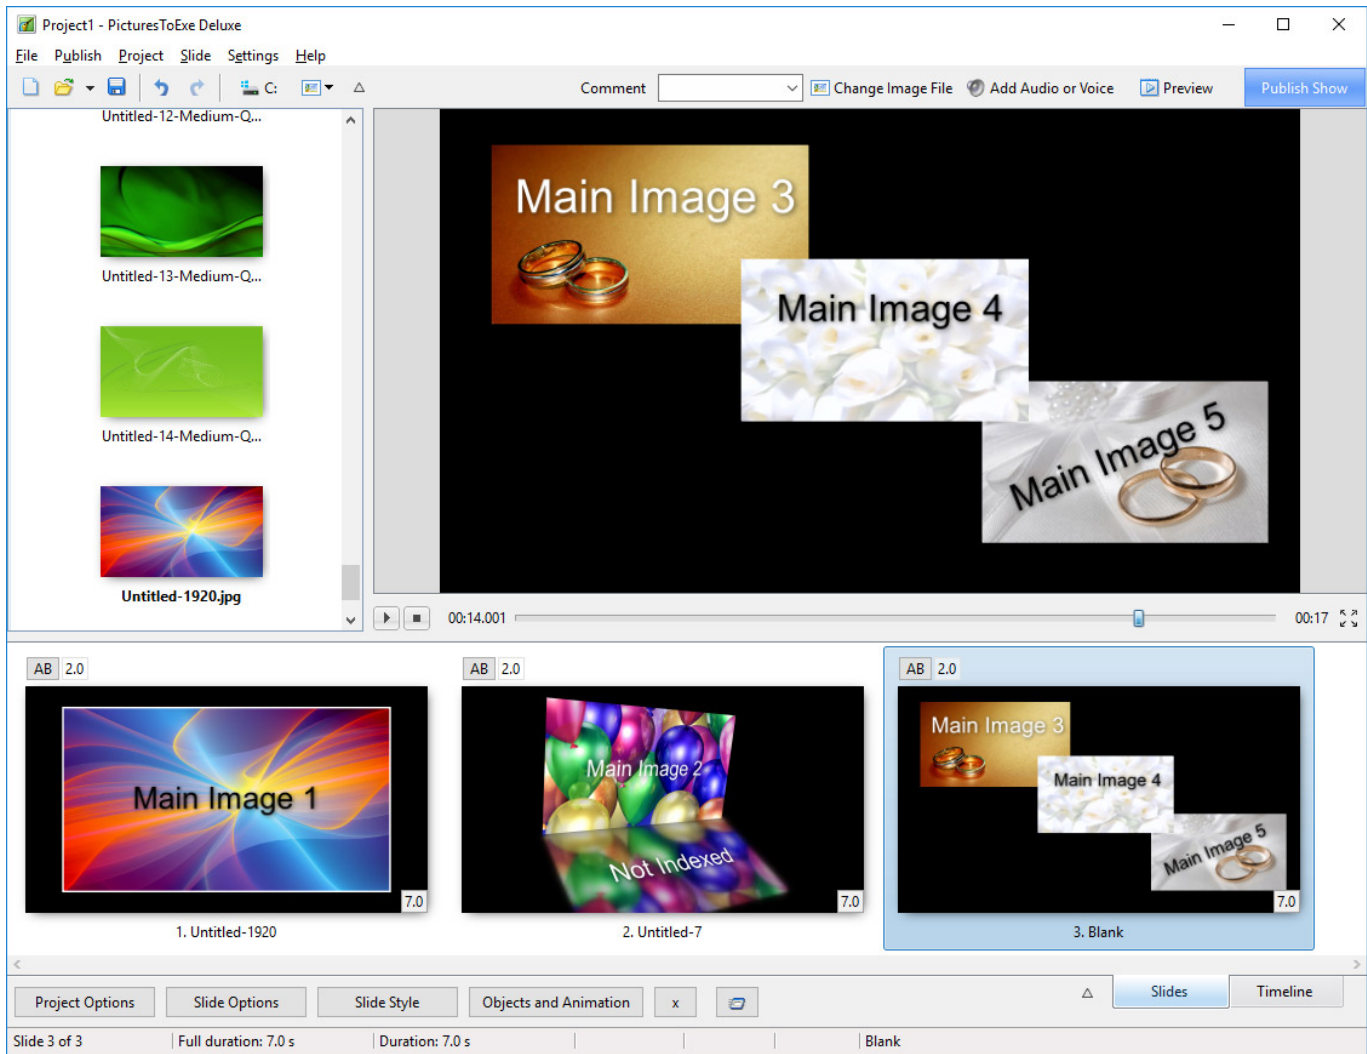 Project1 - PicturesToExe Deluxe
File Publish Project Slide Settings Help
C:
Comment
Change Image File
Add Audio or Voice
Preview
Publish Show
Untitled-12-Medium-Q...
Untitled-13-Medium-Q...
Untitled-14-Medium-Q...
Untitled-1920.jpg
Main Image 3
Main Image 4
Main Image 5
00:14.001
00:17
AB 2.0
Main Image 1
7.0
1. Untitled-1920
AB 2.0
Main Image 2
Not Indexed
7.0
2. Untitled-7
AB 2.0
Main Image 3
Main Image 4
Main Image 5
7.0
3. Blank
Project Options
Slide Options
Slide Style
Objects and Animation
x
Slides
Timeline
Slide 3 of 3
Full duration: 7.0 s
Duration: 7.0 s
Blank